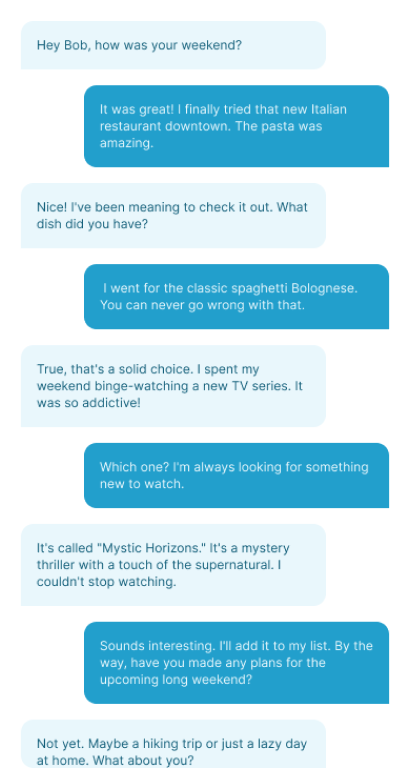 Hey Bob, how was your weekend?
It was great! I finally tried that new Italian
restaurant downtown. The pasta was
amazing.
Nice! I've been meaning to check it out. What
dish did you have?
I went for the classic spaghetti Bolognese.
You can never go wrong with that.
True, that's a solid choice. I spent my
weekend binge-watching a new TV series. It
was so addictive!
Which one? I'm always looking for something
new to watch.
It's called "Mystic Horizons." It's a mystery
thriller with a touch of the supernatural. I
couldn't stop watching.
Sounds interesting. I'll add it to my list. By the
way, have you made any plans for the
upcoming long weekend?
Not yet. Maybe a hiking trip or just a lazy day
at home. What about you?